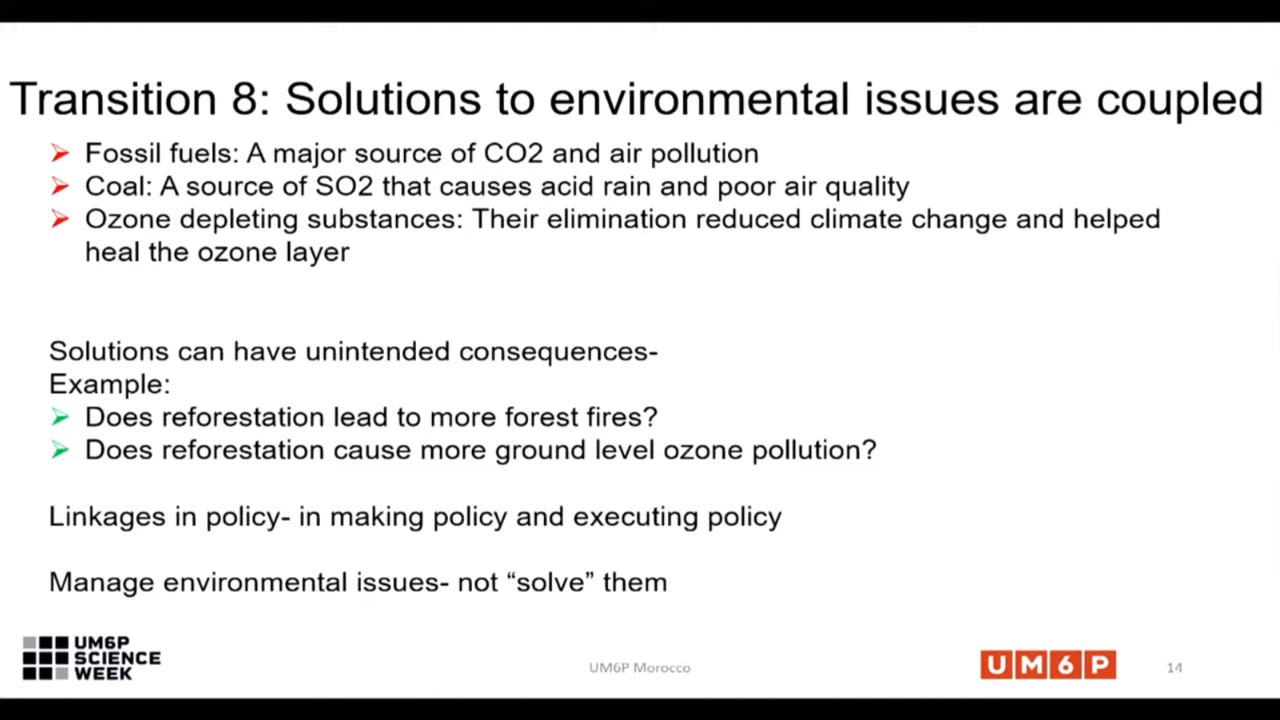 Transition 8: Solutions to environmental issues are coupled
Fossil fuels: A major source of CO2 and air pollution
Coal: A source of SO2 that causes acid rain and poor air quality
Ozone depleting substances: Their elimination reduced climate change and helped
heal the ozone layer
Solutions can have unintended consequences-
Example:
Does reforestation lead to more forest fires?
Does reforestation cause more ground level ozone pollution?
Linkages in policy- in making policy and executing policy
Manage environmental issues- not “solve” them
UM6P
SCIENCE
WEEK
UM6P Morocco
UM6P
14